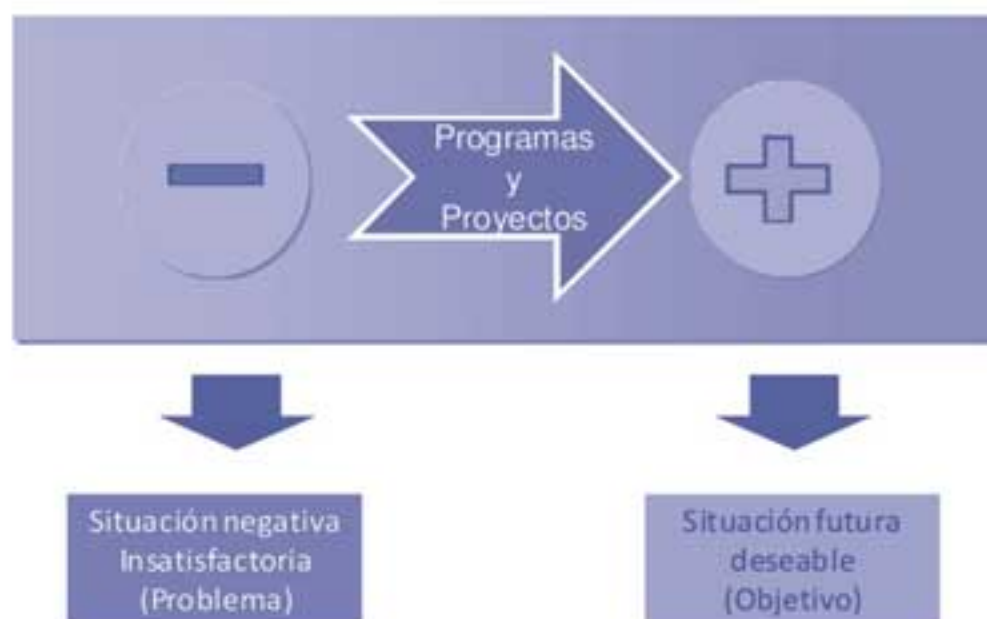 Programas
y
Proyectos
Situación negativa
Insatisfactoria
(Problema)
Situación futura
deseable
(Objetivo)